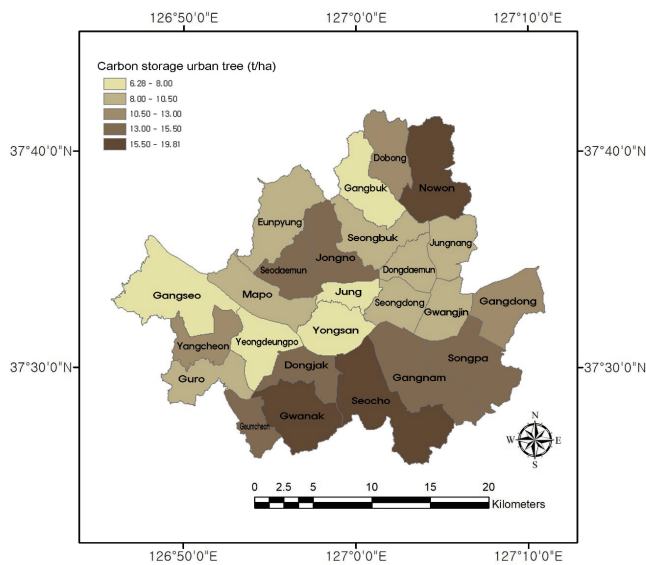 126°50'0"E 127°0'0"E 127°10'0"E
Carbon storage urban tree (t/ha)
6.28 - 8.00
8.00 - 10.50
10.50 - 13.00
13.00 - 15.50
15.50 - 19.81
37°40'0"N 37°40'0"N
Dobong
Gangbuk Nowon
Eunpyung
Seongbuk Jungnang
Jongno
Seodaemun Dongdaemun
Gangseo Mapo Jung Seongdong Gwangjin Gangdong
Yongsan
Yangcheon Yeongdeungpo
Songpa
37°30'0"N 37°30'0"N
Guro Dongjak Gangnam
Seocho
Gwanak
Geumcheon
N
W E
S
0 2.5 5 10 15 20
Kilometers
126°50'0"E 127°0'0"E 127°10'0"E